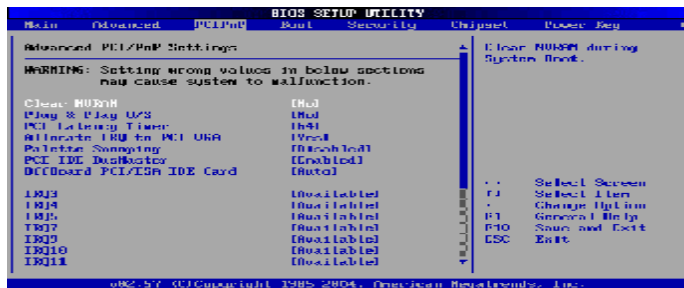 BIOS SETUP UTILITY
Main Advanced PCIPnP Boot Security Chipset Power Key
Advanced PCI/PnP Settings
WARNING: Setting wrong values in below sections
may cause system to malfunction.
Clear NVRAM [No]
Plug & Play O/S [No]
PCI Latency Timer [64]
Allocate IRQ to PCI VGA [Yes]
Palette Snooping [Disabled]
PCI IDE BusMaster [Enabled]
OffBoard PCI/ISA IDE Card [Auto]
IRQ3 [Available]
IRQ4 [Available]
IRQ5 [Available]
IRQ7 [Available]
IRQ9 [Available]
IRQ10 [Available]
IRQ11 [Available]
Clear NVRAM during
System Boot.
Select Screen
Select Item
Change Option
F1 General Help
F10 Save and Exit
ESC Exit
v02.57 (C)Copyright 1985-2004, American Megatrends, Inc.